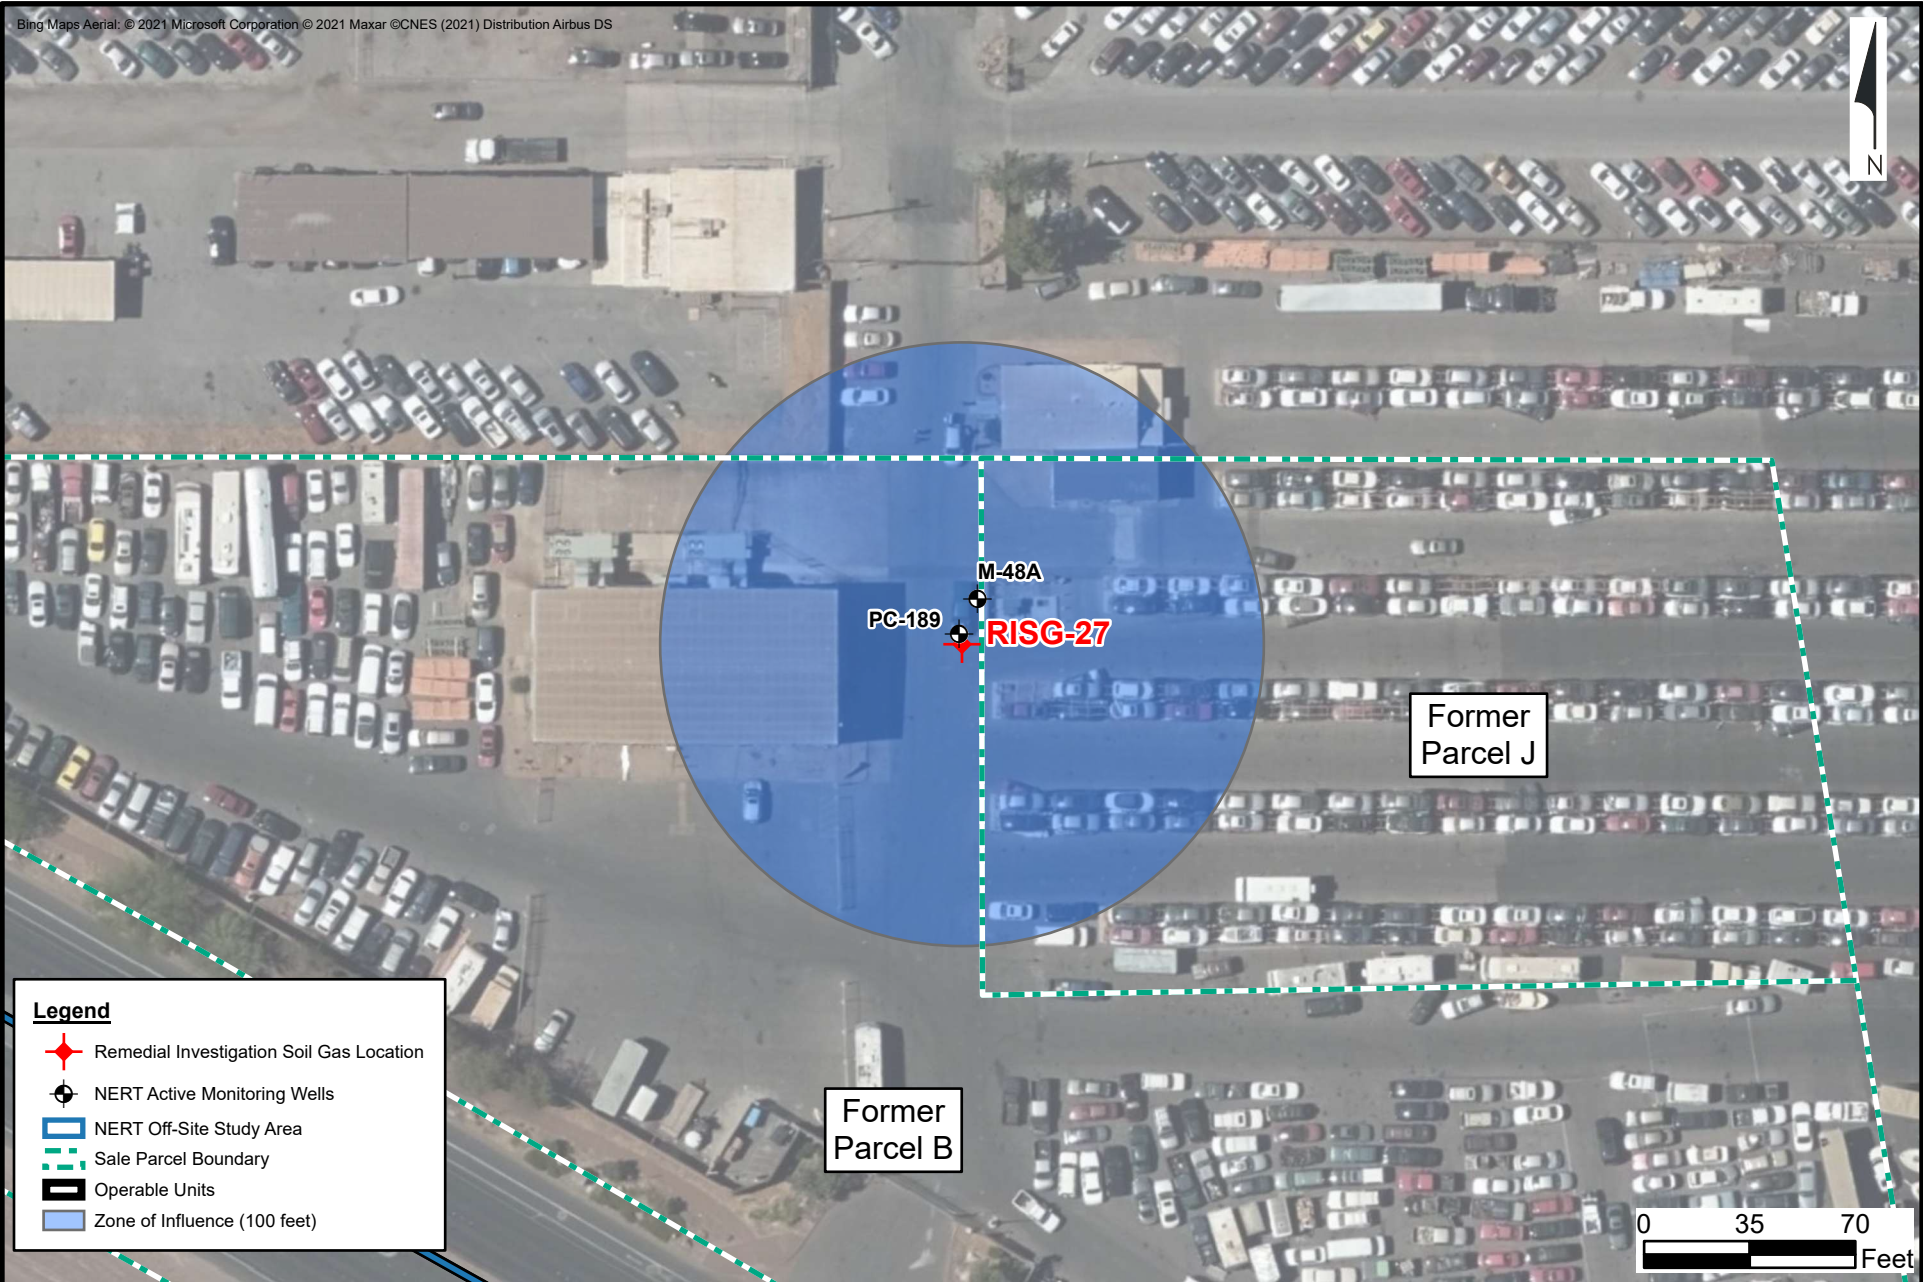 Bing Maps Aerial: © 2021 Microsoft Corporation © 2021 Maxar ©CNES (2021) Distribution Airbus DS
N
M-48A
PC-189
RISG-27
Former
Parcel J
Former
Parcel B
Legend
Remedial Investigation Soil Gas Location
NERT Active Monitoring Wells
NERT Off-Site Study Area
Sale Parcel Boundary
Operable Units
Zone of Influence (100 feet)
0 35 70
Feet